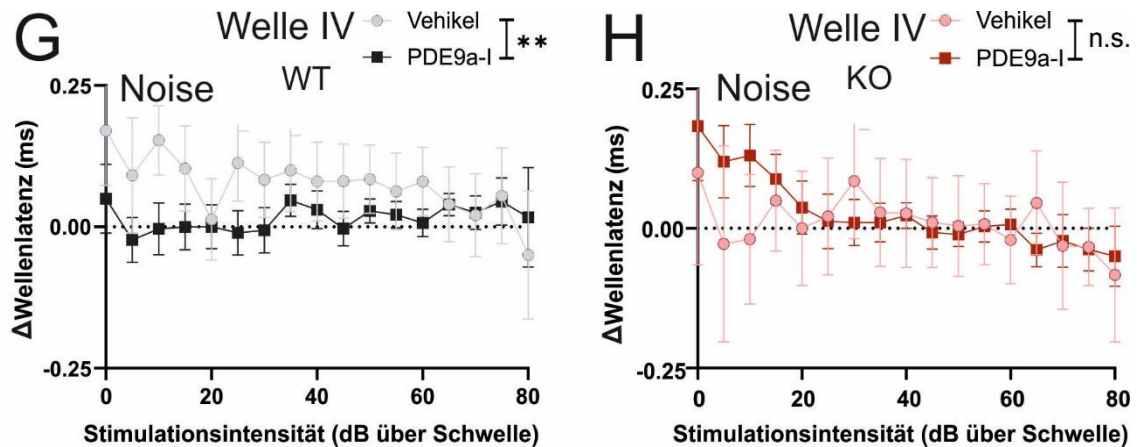 G
Welle IV
Vehikel
PDE9a-I
**
Noise
WT
0.25
0.00
-0.25
ΔWellenlatenz (ms)
0 20 40 60 80
Stimulationsintensität (dB über Schwelle)
H
Welle IV
Vehikel
PDE9a-I
n.s.
Noise
KO
0.25
0.00
-0.25
ΔWellenlatenz (ms)
0 20 40 60 80
Stimulationsintensität (dB über Schwelle)